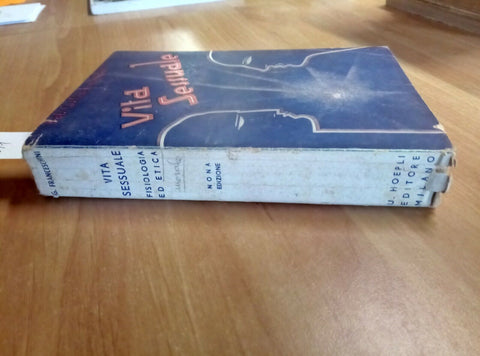 Vita
Sessuale
G. FRANCESCHINI
VITA
SESSUALE
FISIOLOGIA
ED ETICA
NONA
EDIZIONE
U. HOEPLI
EDITORE
MILANO